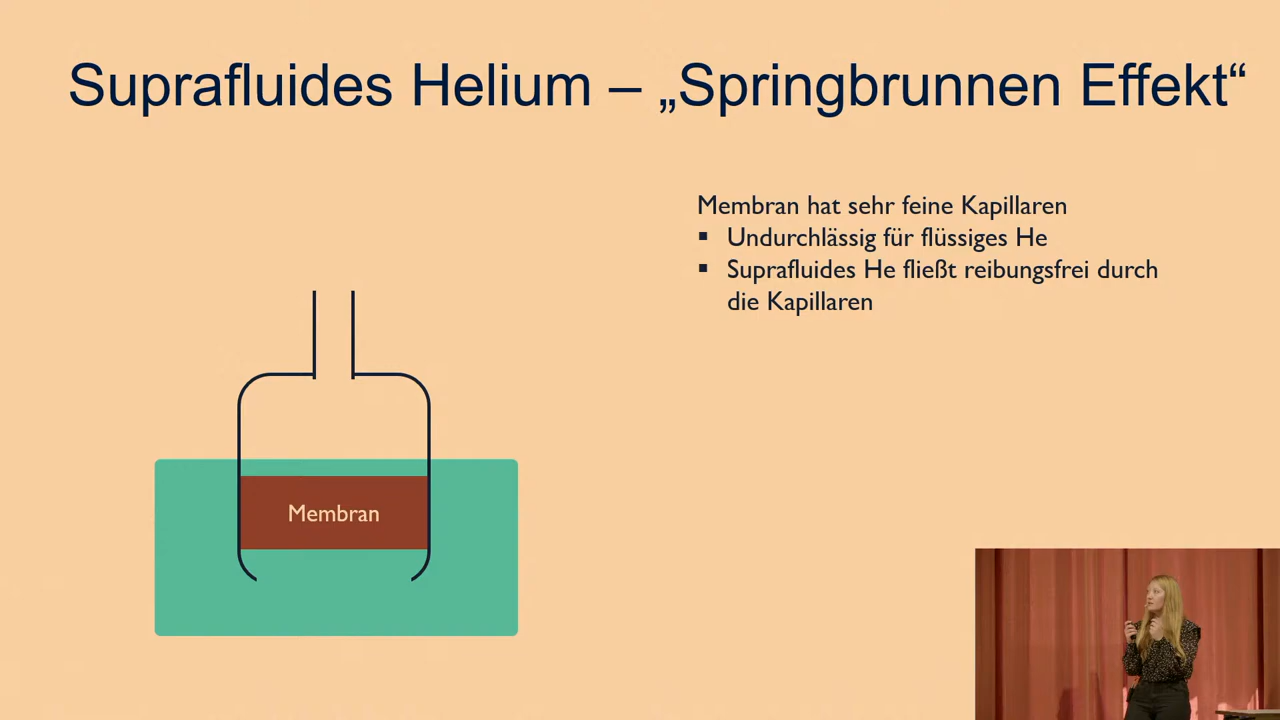 Suprafluides Helium – „Springbrunnen Effekt“
Membran hat sehr feine Kapillaren
▪ Undurchlässig für flüssiges He
▪ Suprafluides He fließt reibungsfrei durch
die Kapillaren
Membran